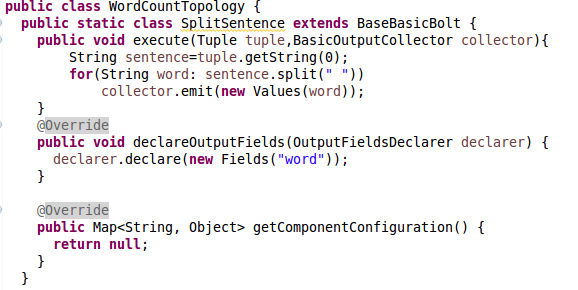 public class WordCountTopology {
  public static class SplitSentence extends BaseBasicBolt {
    public void execute(Tuple tuple,BasicOutputCollector collector){
        String sentence=tuple.getString(0);
        for(String word: sentence.split(" "))
            collector.emit(new Values(word));
    }
    @Override
    public void declareOutputFields(OutputFieldsDeclarer declarer) {
      declarer.declare(new Fields("word"));
    }

    @Override
    public Map<String, Object> getComponentConfiguration() {
      return null;
    }
  }